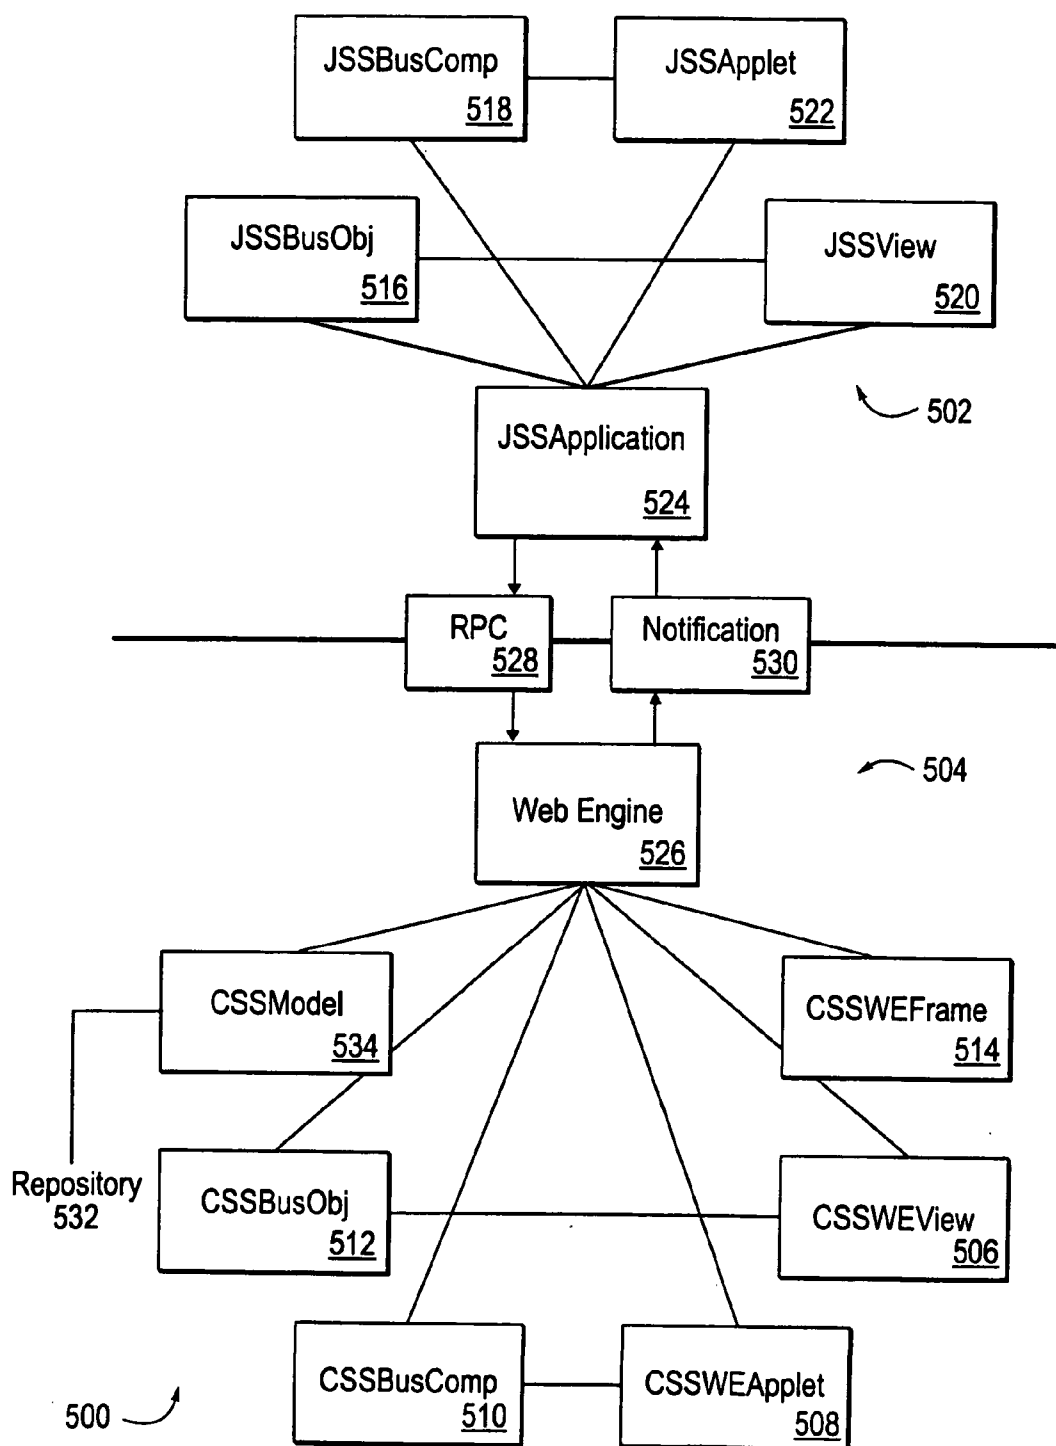 JSSBusComp
518
JSSApplet
522
JSSBusObj
516
JSSView
520
502
JSSApplication
524
RPC
528
Notification
530
504
Web Engine
526
CSSModel
534
CSSWEFrame
514
Repository
532
CSSBusObj
512
CSSWEView
506
CSSBusComp
510
CSSWEApplet
508
500